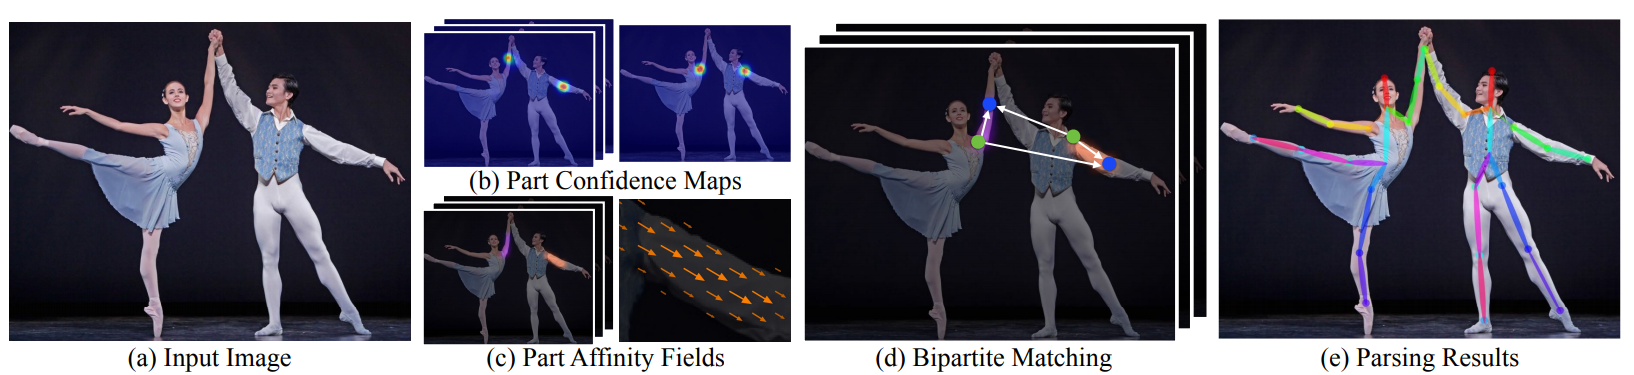 (a) Input Image
(b) Part Confidence Maps
(c) Part Affinity Fields
(d) Bipartite Matching
(e) Parsing Results